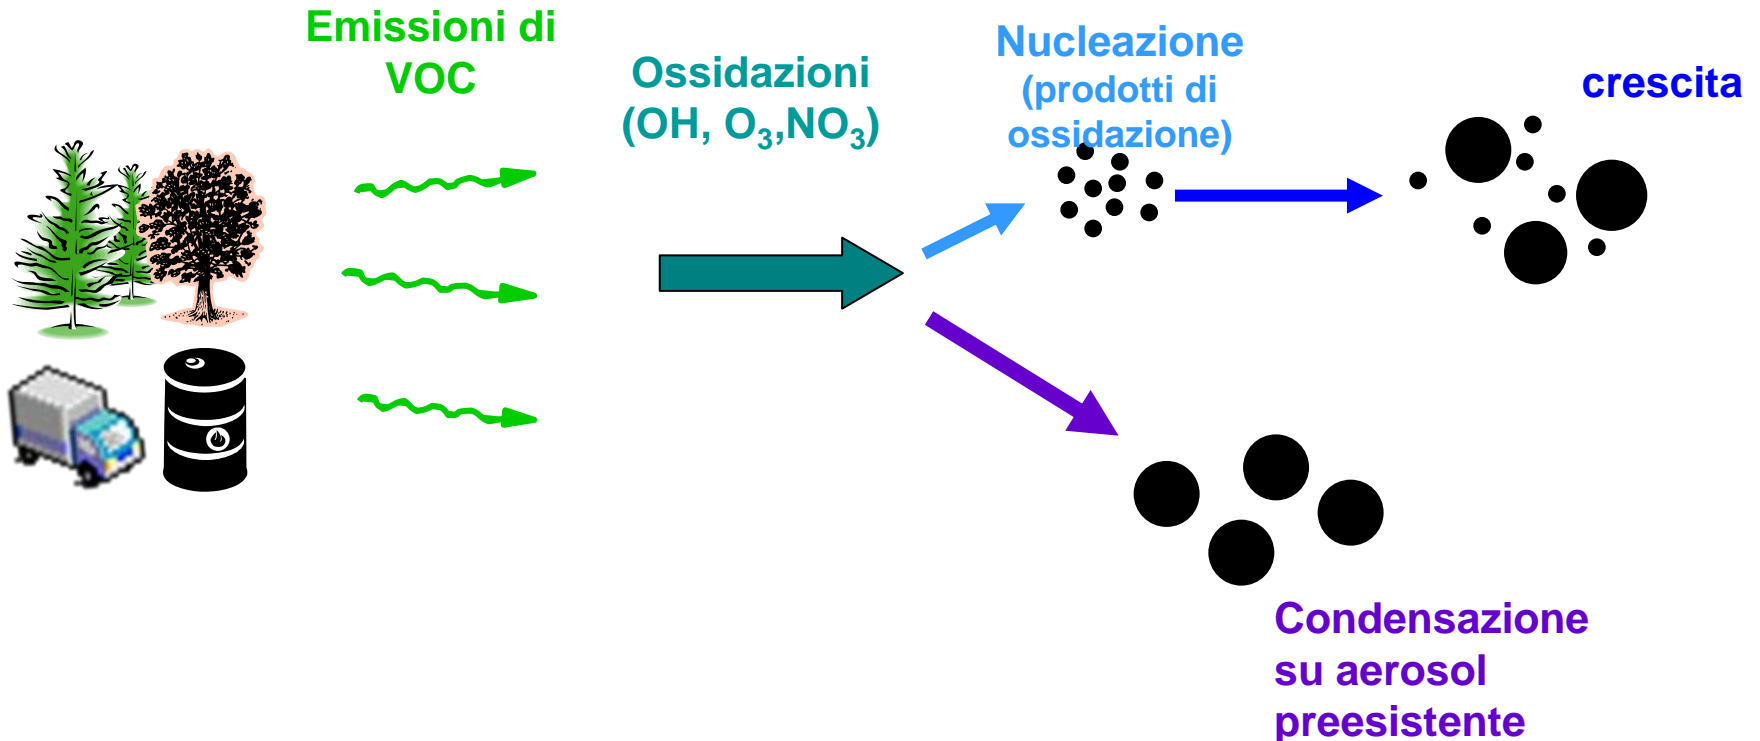 Emissioni di
VOC
Ossidazioni
(OH, O₃,NO₃)
Nucleazione
(prodotti di
ossidazione)
crescita
Condensazione
su aerosol
preesistente